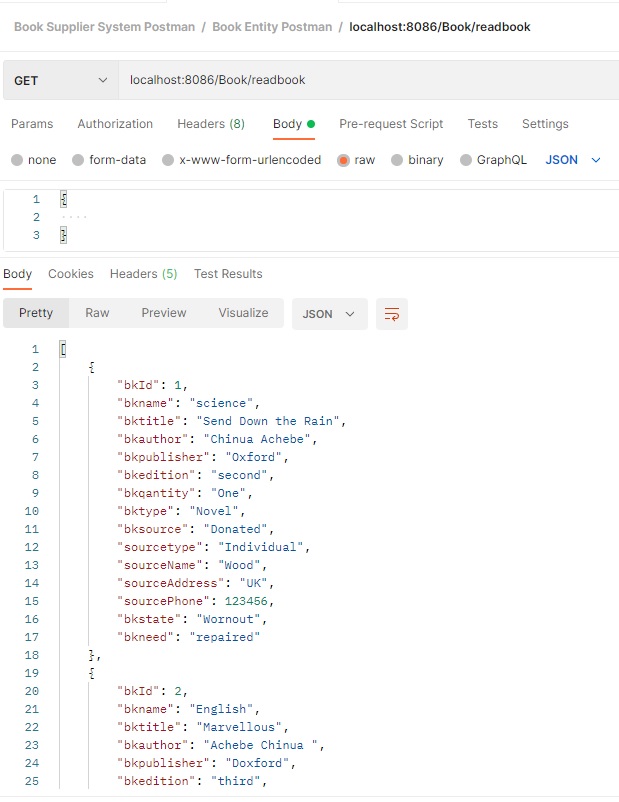 Book Supplier System Postman / Book Entity Postman / localhost:8086/Book/readbook
GET localhost:8086/Book/readbook
Params Authorization Headers (8) Body Pre-request Script Tests Settings
none form-data x-www-form-urlencoded raw binary GraphQL JSON
1 {
2 ....
3 }
Body Cookies Headers (5) Test Results
Pretty Raw Preview Visualize JSON
1 [
2 {
3 "bkId": 1,
4 "bkname": "science",
5 "bktitle": "Send Down the Rain",
6 "bkauthor": "Chinua Achebe",
7 "bkpublisher": "Oxford",
8 "bkedition": "second",
9 "bkqantity": "One",
10 "bktype": "Novel",
11 "bksource": "Donated",
12 "sourcetype": "Individual",
13 "sourceName": "Wood",
14 "sourceAddress": "UK",
15 "sourcePhone": 123456,
16 "bkstate": "Wornout",
17 "bkneed": "repaired"
18 },
19 {
20 "bkId": 2,
21 "bkname": "English",
22 "bktitle": "Marvellous",
23 "bkauthor": "Achebe Chinua ",
24 "bkpublisher": "Doxford",
25 "bkedition": "third",